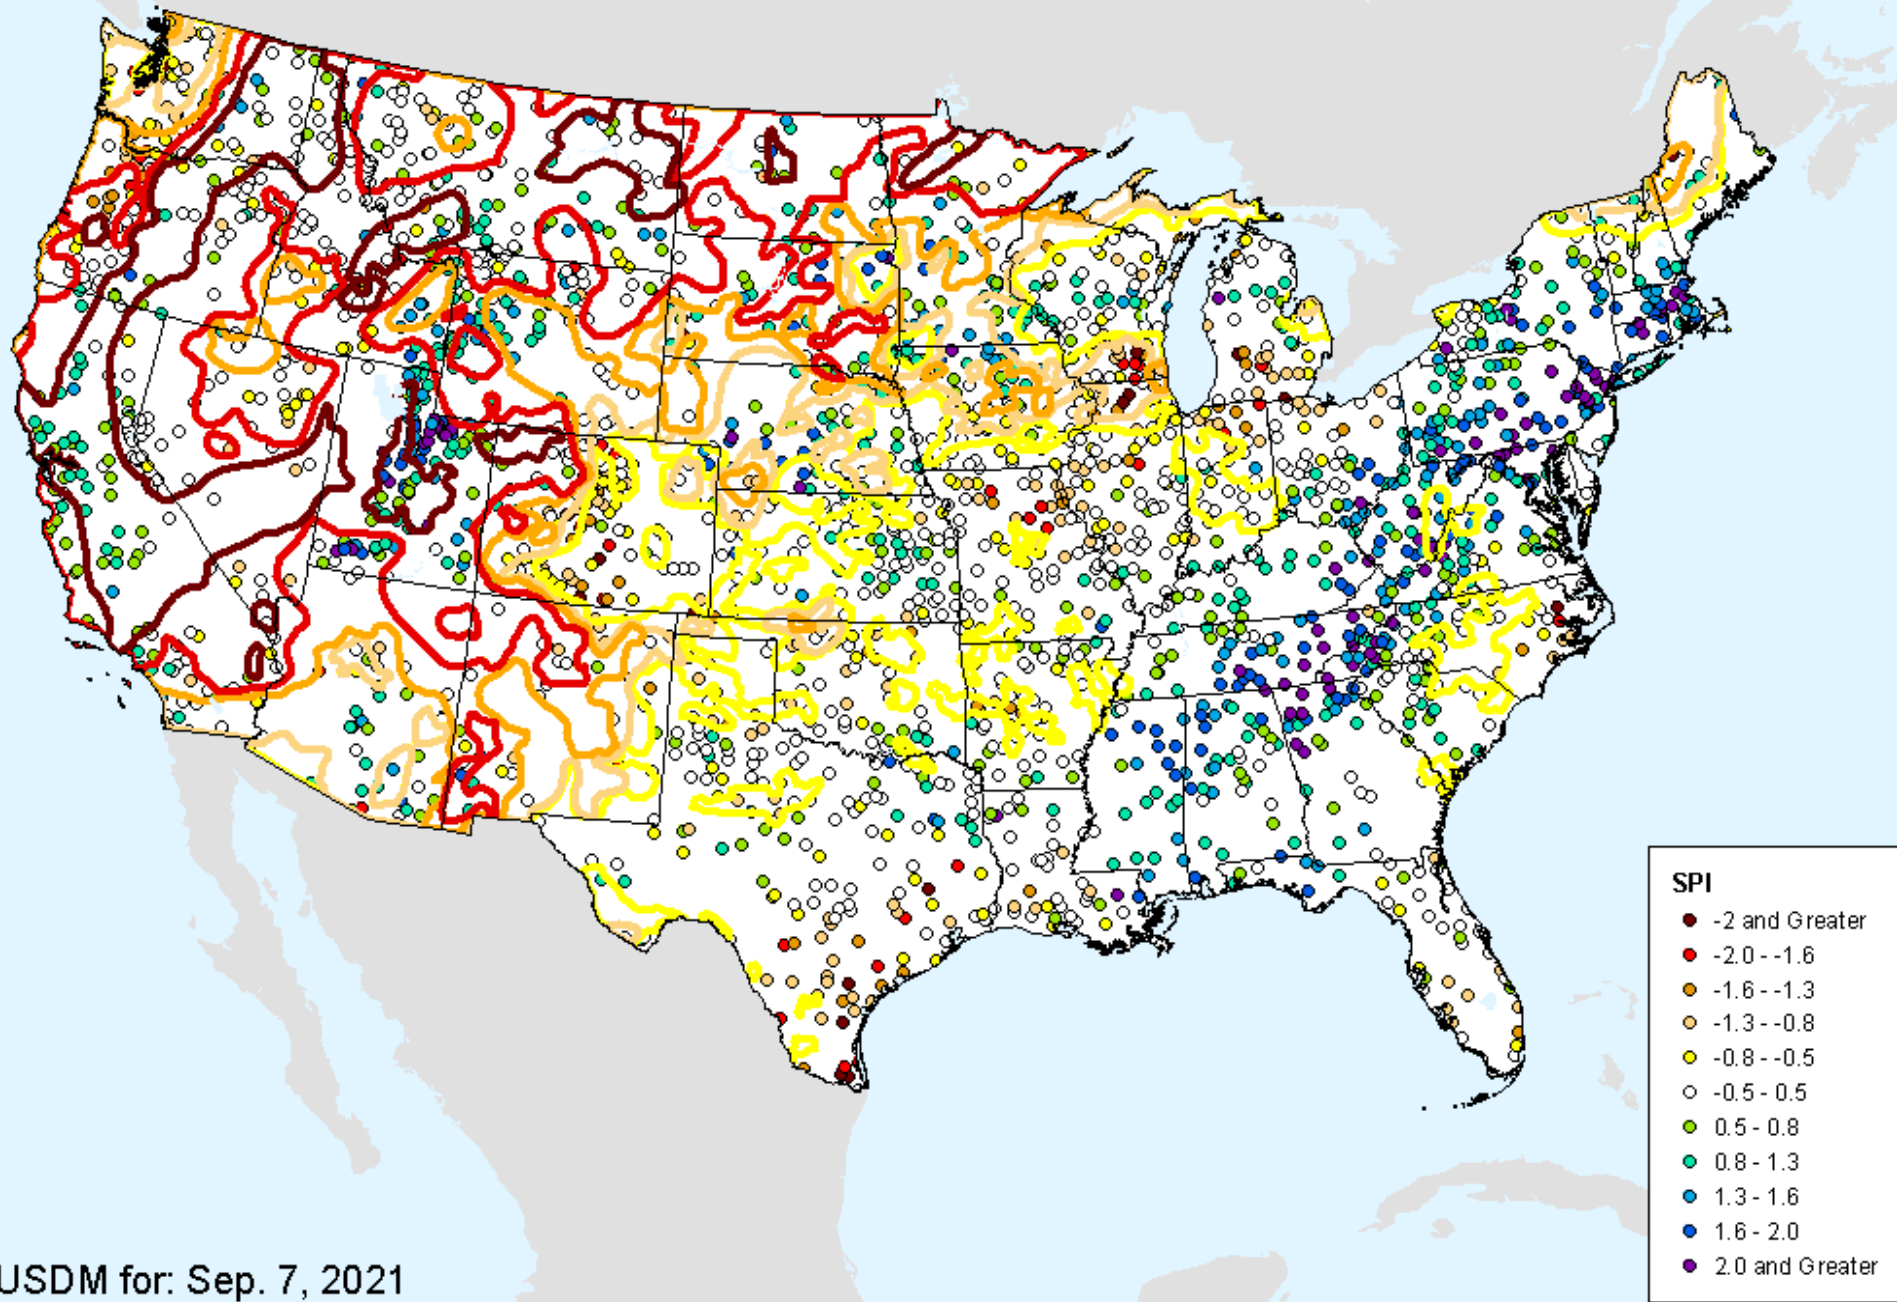 SPI
-2 and Greater
-2.0 - -1.6
-1.6 - -1.3
-1.3 - -0.8
-0.8 - -0.5
-0.5 - 0.5
0.5 - 0.8
0.8 - 1.3
1.3 - 1.6
1.6 - 2.0
2.0 and Greater
USDM for: Sep. 7, 2021